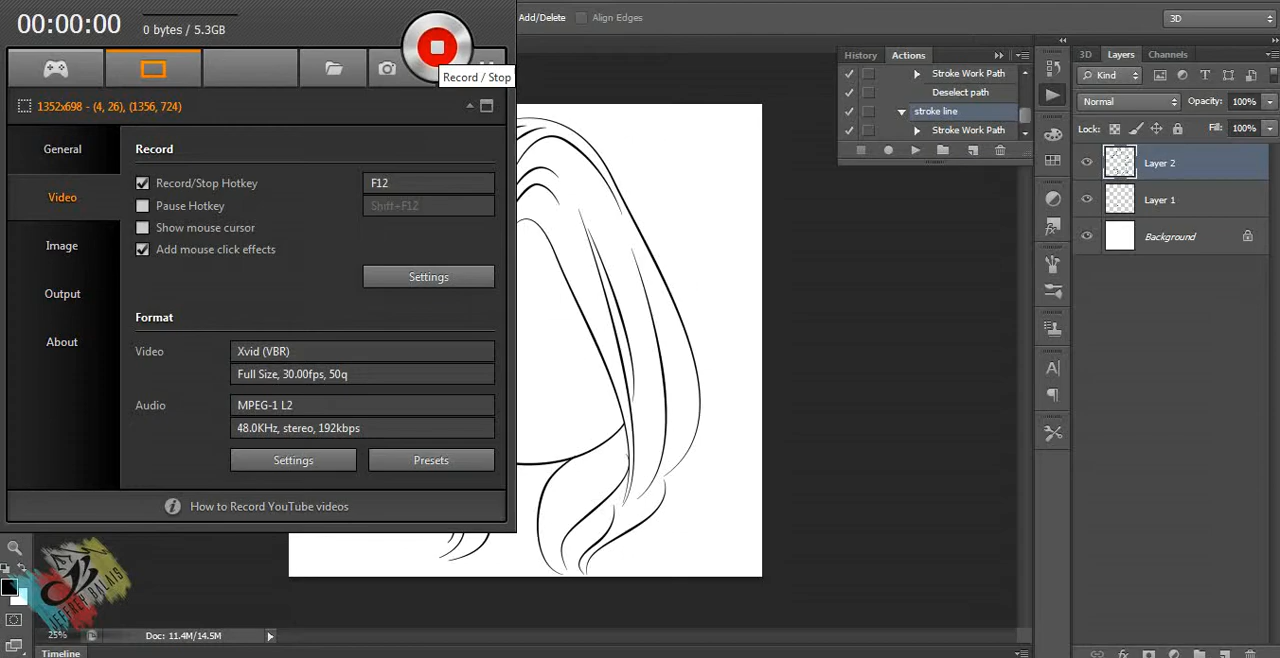 00:00:00
0 bytes / 5.3GB
Record / Stop
1352x698 - (4, 26), (1356, 724)
General
Video
Image
Output
About
Record
Record/Stop Hotkey
F12
Pause Hotkey
Shift+F12
Show mouse cursor
Add mouse click effects
Settings
Format
Video
Xvid (VBR)
Full Size, 30.00fps, 50q
Audio
MPEG-1 L2
48.0KHz, stereo, 192kbps
Settings
Presets
How to Record YouTube videos
Add/Delete
Align Edges
3D
History
Actions
Stroke Work Path
Deselect path
stroke line
Stroke Work Path
3D
Layers
Channels
Kind
Normal
Opacity:
100%
Lock:
Fill:
100%
Layer 2
Layer 1
Background
JEFFREY BALAIS
25%
Doc: 11.4M/14.5M
Timeline